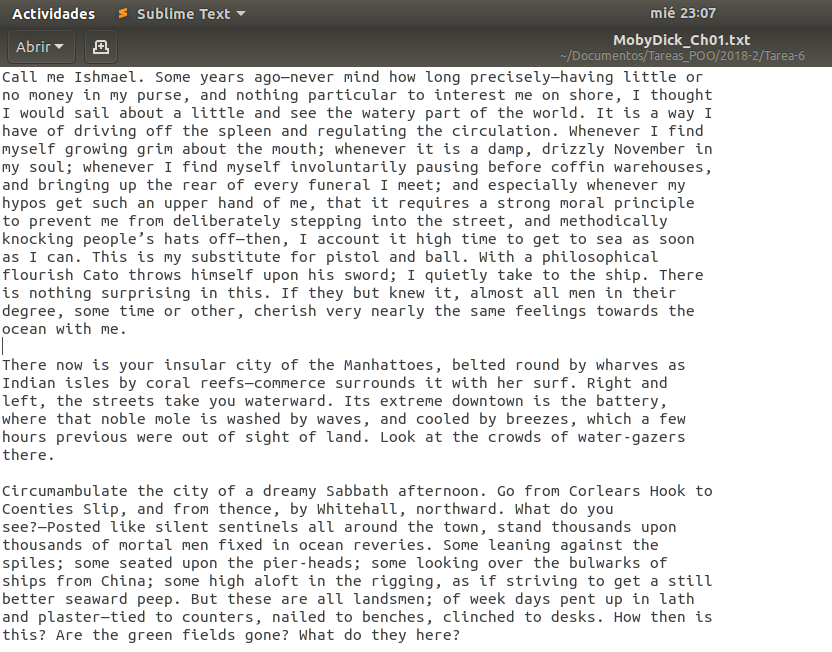 Actividades Sublime Text mié 23:07
Abrir MobyDick_Ch01.txt
~/Documentos/Tareas_POO/2018-2/Tarea-6
Call me Ishmael. Some years ago—never mind how long precisely—having little or
no money in my purse, and nothing particular to interest me on shore, I thought
I would sail about a little and see the watery part of the world. It is a way I
have of driving off the spleen and regulating the circulation. Whenever I find
myself growing grim about the mouth; whenever it is a damp, drizzly November in
my soul; whenever I find myself involuntarily pausing before coffin warehouses,
and bringing up the rear of every funeral I meet; and especially whenever my
hypos get such an upper hand of me, that it requires a strong moral principle
to prevent me from deliberately stepping into the street, and methodically
knocking people’s hats off—then, I account it high time to get to sea as soon
as I can. This is my substitute for pistol and ball. With a philosophical
flourish Cato throws himself upon his sword; I quietly take to the ship. There
is nothing surprising in this. If they but knew it, almost all men in their
degree, some time or other, cherish very nearly the same feelings towards the
ocean with me.
There now is your insular city of the Manhattoes, belted round by wharves as
Indian isles by coral reefs—commerce surrounds it with her surf. Right and
left, the streets take you waterward. Its extreme downtown is the battery,
where that noble mole is washed by waves, and cooled by breezes, which a few
hours previous were out of sight of land. Look at the crowds of water-gazers
there.
Circumambulate the city of a dreamy Sabbath afternoon. Go from Corlears Hook to
Coenties Slip, and from thence, by Whitehall, northward. What do you
see?—Posted like silent sentinels all around the town, stand thousands upon
thousands of mortal men fixed in ocean reveries. Some leaning against the
spiles; some seated upon the pier-heads; some looking over the bulwarks of
ships from China; some high aloft in the rigging, as if striving to get a still
better seaward peep. But these are all landsmen; of week days pent up in lath
and plaster—tied to counters, nailed to benches, clinched to desks. How then is
this? Are the green fields gone? What do they here?